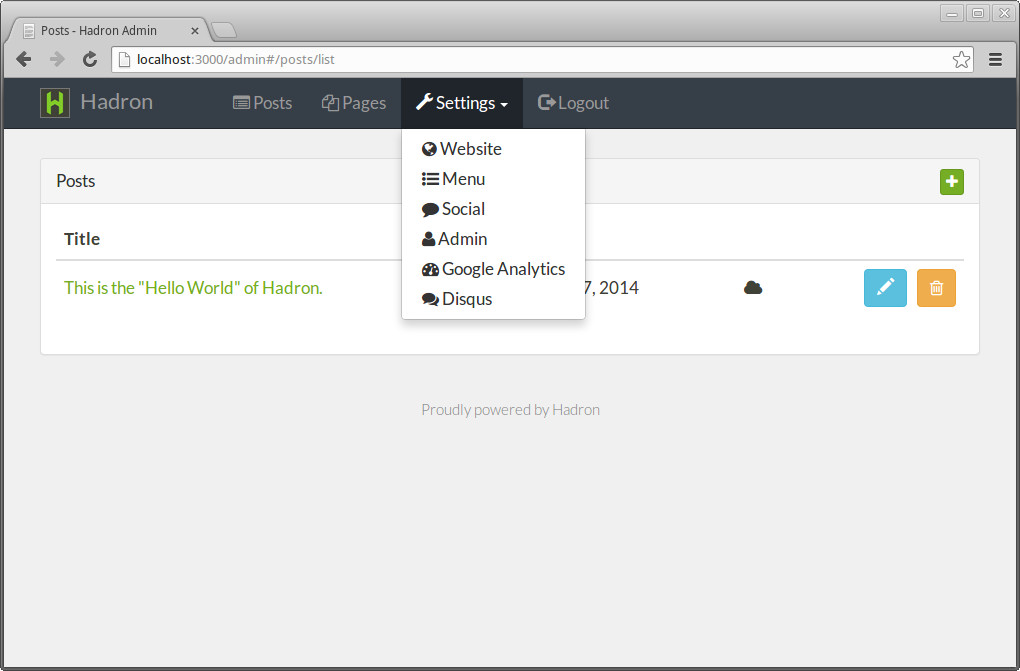 Posts - Hadron Admin
localhost:3000/admin#/posts/list
Hadron Posts Pages Settings Logout
Website
Menu
Social
Admin
Google Analytics
Disqus
Posts
Title
This is the "Hello World" of Hadron. 7, 2014
Proudly powered by Hadron